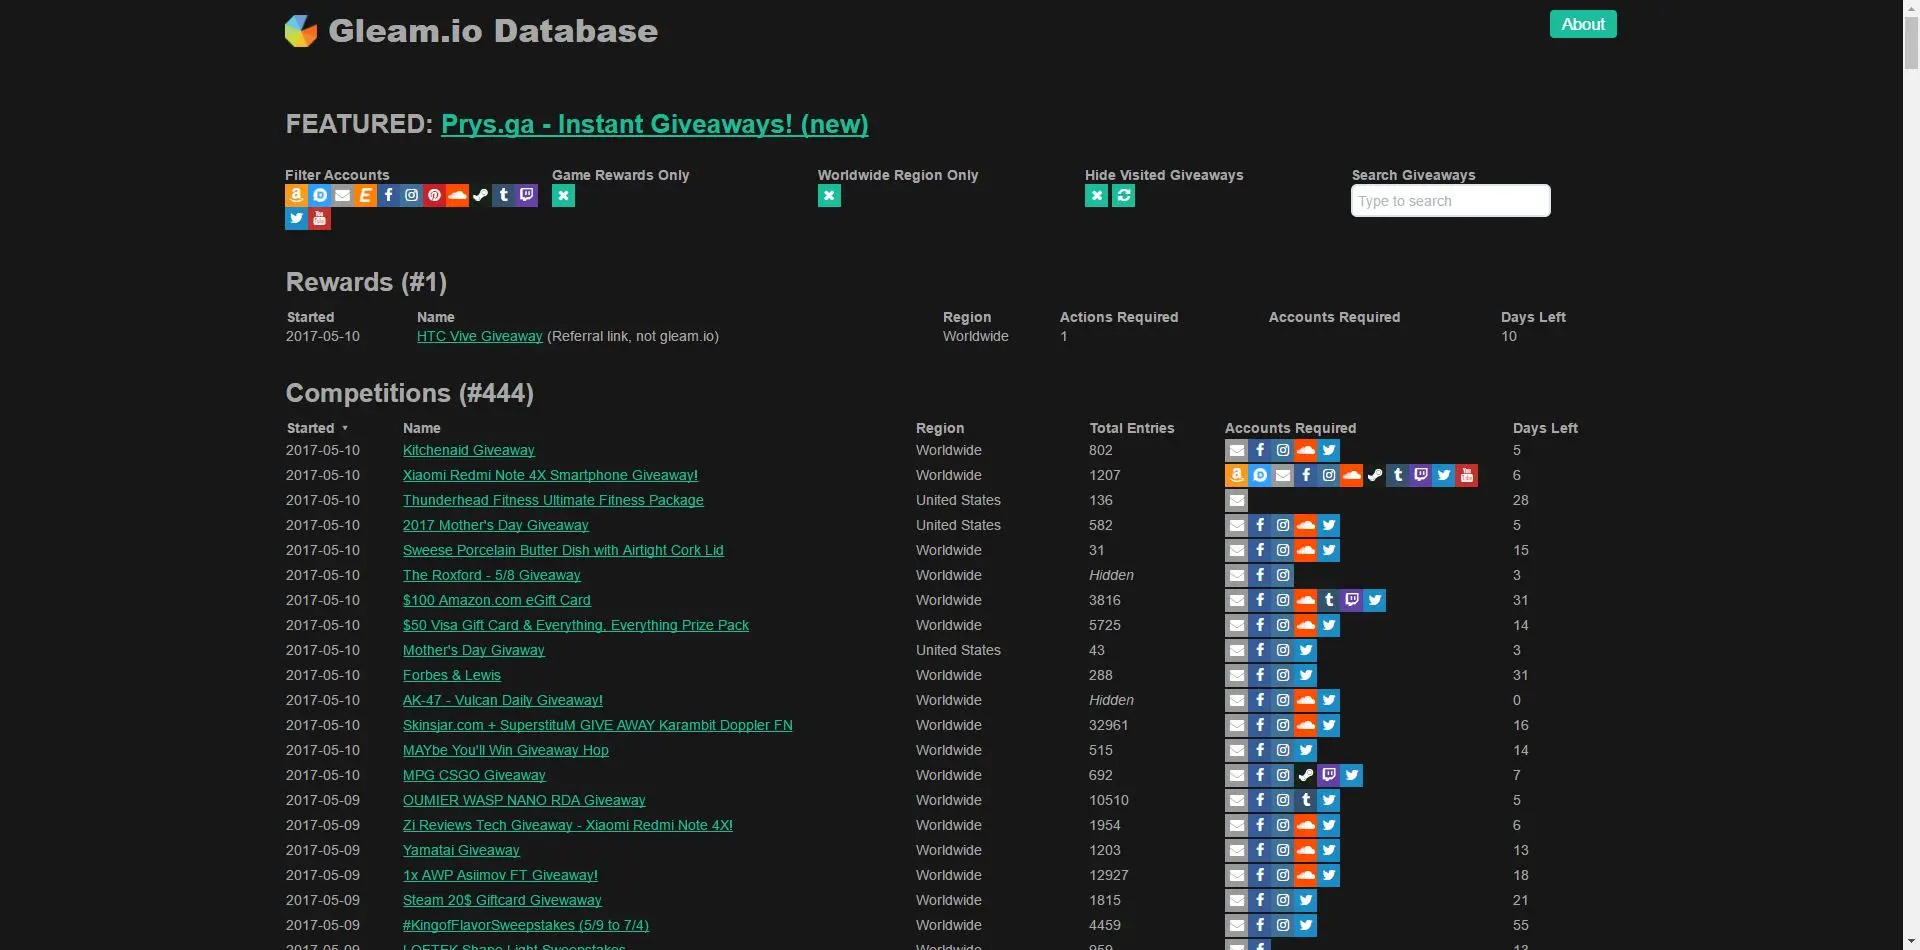 Gleam.io Database
About
FEATURED: Prys.ga - Instant Giveaways! (new)
Filter Accounts Game Rewards Only Worldwide Region Only Hide Visited Giveaways Search Giveaways
Type to search
Rewards (#1)
Started Name Region Actions Required Accounts Required Days Left
2017-05-10 HTC Vive Giveaway (Referral link, not gleam.io) Worldwide 1 10
Competitions (#444)
Started Name Region Total Entries Accounts Required Days Left
2017-05-10 Kitchenaid Giveaway Worldwide 802 5
2017-05-10 Xiaomi Redmi Note 4X Smartphone Giveaway! Worldwide 1207 6
2017-05-10 Thunderhead Fitness Ultimate Fitness Package United States 136 28
2017-05-10 2017 Mother's Day Giveaway United States 582 5
2017-05-10 Sweese Porcelain Butter Dish with Airtight Cork Lid Worldwide 31 15
2017-05-10 The Roxford - 5/8 Giveaway Worldwide Hidden 3
2017-05-10 $100 Amazon.com eGift Card Worldwide 3816 31
2017-05-10 $50 Visa Gift Card & Everything, Everything Prize Pack Worldwide 5725 14
2017-05-10 Mother's Day Givaway United States 43 3
2017-05-10 Forbes & Lewis Worldwide 288 31
2017-05-10 AK-47 - Vulcan Daily Giveaway! Worldwide Hidden 0
2017-05-10 Skinsjar.com + SuperstituM GIVE AWAY Karambit Doppler FN Worldwide 32961 16
2017-05-10 MAYbe You'll Win Giveaway Hop Worldwide 515 14
2017-05-10 MPG CSGO Giveaway Worldwide 692 7
2017-05-09 OUMIER WASP NANO RDA Giveaway Worldwide 10510 5
2017-05-09 Zi Reviews Tech Giveaway - Xiaomi Redmi Note 4X! Worldwide 1954 6
2017-05-09 Yamatai Giveaway Worldwide 1203 13
2017-05-09 1x AWP Asiimov FT Giveaway! Worldwide 12927 18
2017-05-09 Steam 20$ Giftcard Givewaway Worldwide 1815 21
2017-05-09 #KingofFlavorSweepstakes (5/9 to 7/4) Worldwide 4459 55
2017-05-09 LOFTEK Shape Light Sweepstakes Worldwide 959 13